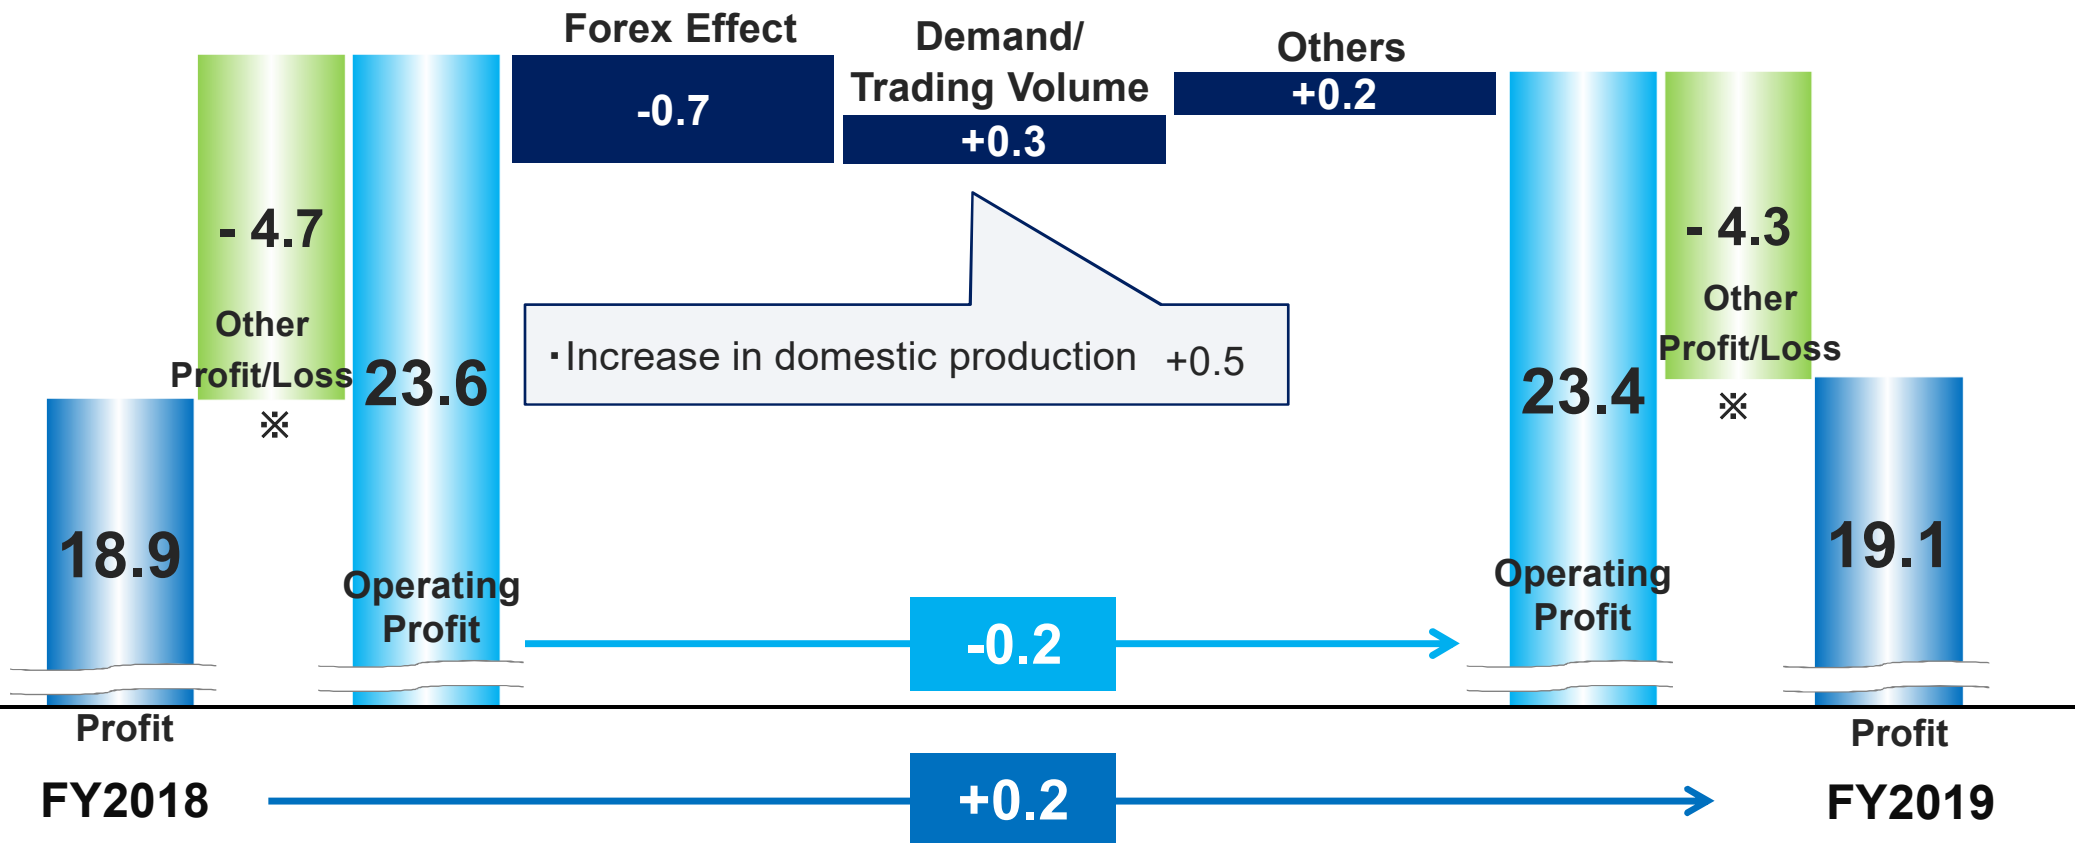 Forex Effect
-0.7
Demand/
Trading Volume
+0.3
Others
+0.2
- 4.7
Other
Profit/Loss
※
23.6
Operating
Profit
18.9
Profit
FY2018
・Increase in domestic production +0.5
-0.2
+0.2
23.4
Operating
Profit
- 4.3
Other
Profit/Loss
※
19.1
Profit
FY2019